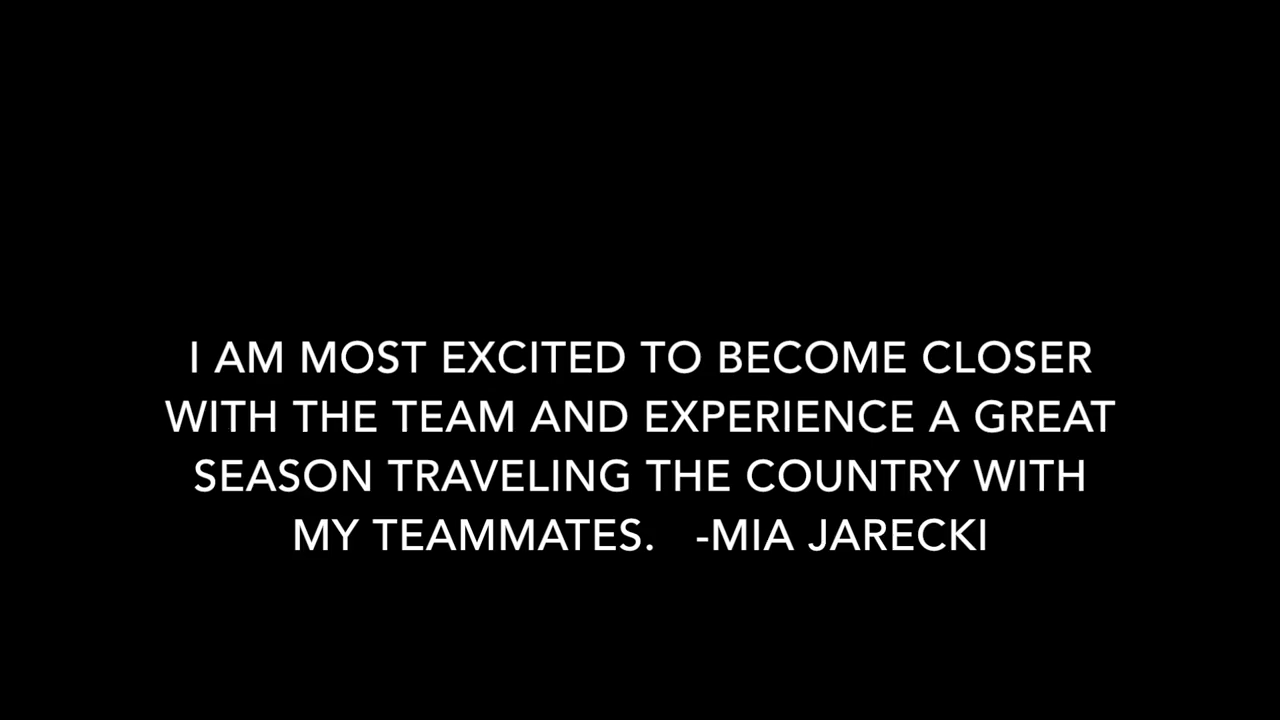 I AM MOST EXCITED TO BECOME CLOSER
WITH THE TEAM AND EXPERIENCE A GREAT
SEASON TRAVELING THE COUNTRY WITH
MY TEAMMATES.   -MIA JARECKI